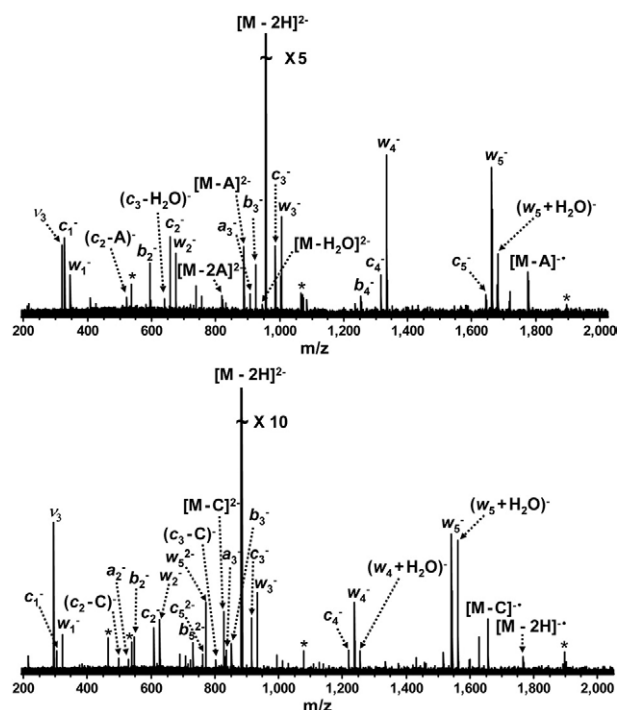 [M - 2H]²⁻
X 5
w₄⁻
w₅⁻
(w₅ + H₂O)⁻
[M-A]²⁻
c₃⁻
b₃⁻
w₃⁻
(c₃-H₂O)⁻
a₃⁻
ν₃
c₁⁻
w₁⁻
(c₂-A)⁻
*
b₂⁻
c₂⁻
w₂⁻
[M-2A]²⁻
[M-H₂O]²⁻
*
b₄⁻
c₄⁻
c₅⁻
[M-A]⁻•
*
200 400 600 800 1,000 1,200 1,400 1,600 1,800 2,000
m/z
[M - 2H]²⁻
X 10
ν₃
[M-C]²⁻
(c₃-C)⁻
w₅²⁻
b₃⁻
a₃⁻
c₃⁻
w₃⁻
w₅⁻
(w₅ + H₂O)⁻
c₁⁻
w₁⁻
(c₂-C)⁻
*
a₂⁻
*
b₂⁻
c₂⁻
w₂⁻
c₅²⁻
b₅²⁻
*
c₄⁻
w₄⁻
(w₄ + H₂O)⁻
[M-C]⁻•
[M - 2H]⁻•
*
200 400 600 800 1,000 1,200 1,400 1,600 1,800 2,000
m/z